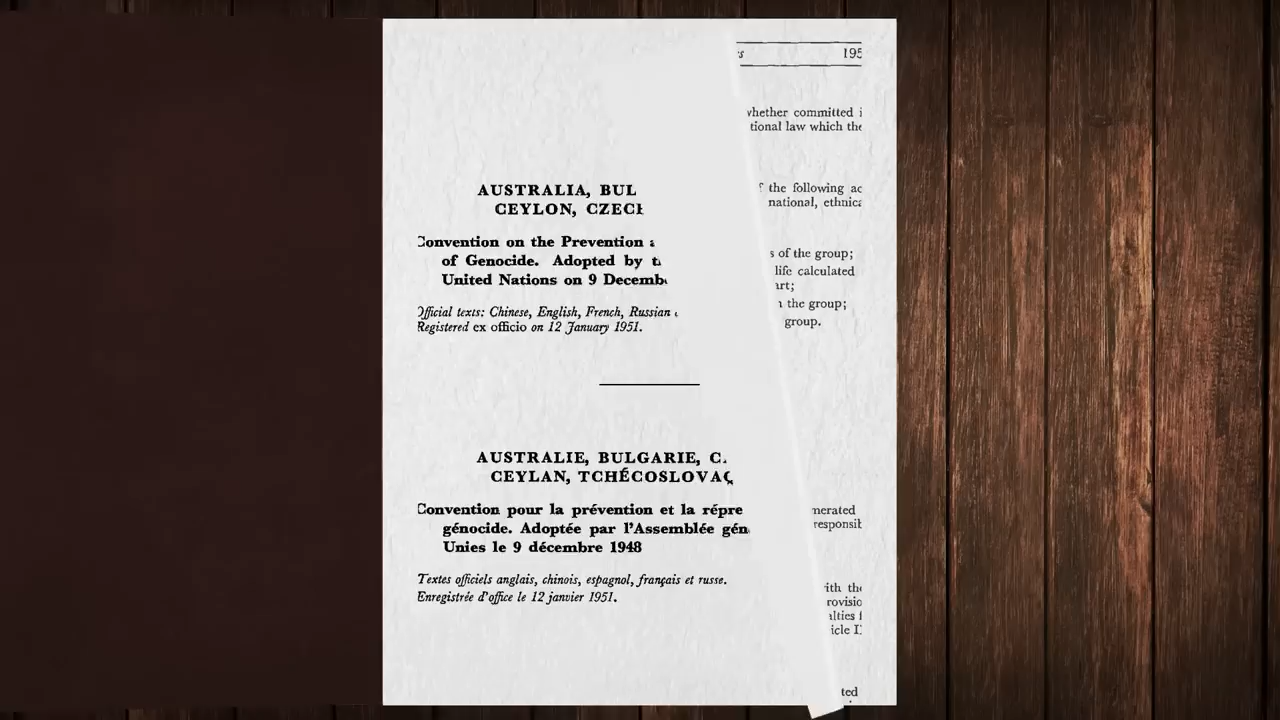 AUSTRALIA, BUL
CEYLON, CZECH
Convention on the Prevention
of Genocide. Adopted by
United Nations on 9 Decemb
Official texts: Chinese, English, French, Russian
Registered ex officio on 12 January 1951.
AUSTRALIE, BULGARIE, C
CEYLAN, TCHÉCOSLOVAQ
Convention pour la prévention et la répre
génocide. Adoptée par l'Assemblée gén
Unies le 9 décembre 1948
Textes officiels anglais, chinois, espagnol, français et russe.
Enregistrée d'office le 12 janvier 1951.
195
whether committed i
tional law which the
the following ac
national, ethnica
s of the group;
life calculated
art;
the group;
group.
merated
responsib
ith the
rovisio
alties f
icle I
ted